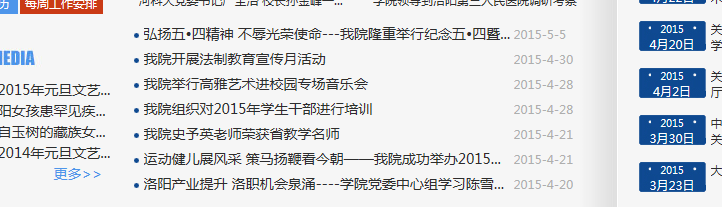 历 每周工作安排
MEDIA
2015年元旦文艺...
阳女孩患罕见疾...
自玉树的藏族女...
2014年元旦文艺...
更多>>
弘扬五•四精神 不辱光荣使命---我院隆重举行纪念五•四暨... 2015-5-5
我院开展法制教育宣传月活动 2015-4-30
我院举行高雅艺术进校园专场音乐会 2015-4-28
我院组织对2015年学生干部进行培训 2015-4-28
我院史予英老师荣获省教学名师 2015-4-21
运动健儿展风采 策马扬鞭看今朝——我院成功举办2015... 2015-4-21
洛阳产业提升 洛职机会泉涌----学院党委中心组学习陈雪... 2015-4-20
2015
4月20日
关
学
2015
4月2日
关
厅
2015
3月30日
中
关
2015
3月23日
大